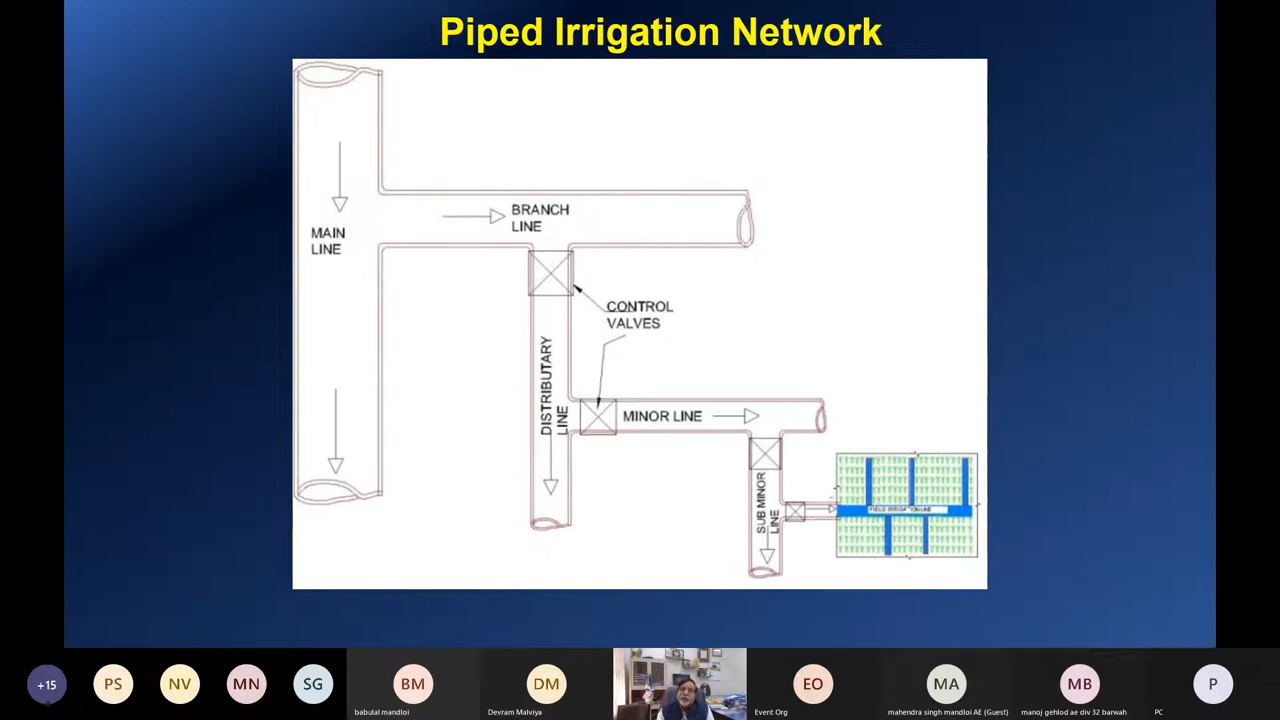 Piped Irrigation Network
MAIN
LINE
BRANCH
LINE
CONTROL
VALVES
DISTRIBUTARY
LINE
MINOR LINE
SUB MINOR
LINE
FIELD IRRIGATION LINE
+15
PS
NV
MN
SG
BM
babulal mandloi
DM
Devram Malviya
EO
Event Org
MA
mahendra singh mandloi AE (Guest)
MB
manoj gehlod ae div 32 barwah
P
PC